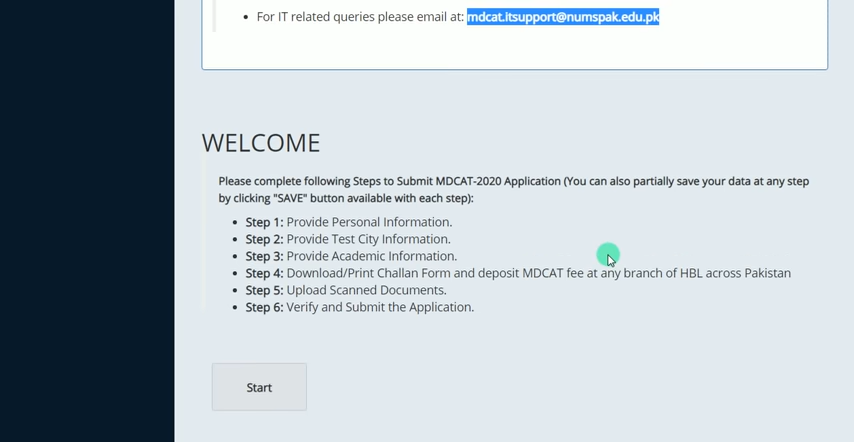 • For IT related queries please email at: mdcat.itsupport@numspak.edu.pk
WELCOME
Please complete following Steps to Submit MDCAT-2020 Application (You can also partially save your data at any step
by clicking "SAVE" button available with each step):
• Step 1: Provide Personal Information.
• Step 2: Provide Test City Information.
• Step 3: Provide Academic Information.
• Step 4: Download/Print Challan Form and deposit MDCAT fee at any branch of HBL across Pakistan
• Step 5: Upload Scanned Documents.
• Step 6: Verify and Submit the Application.
Start